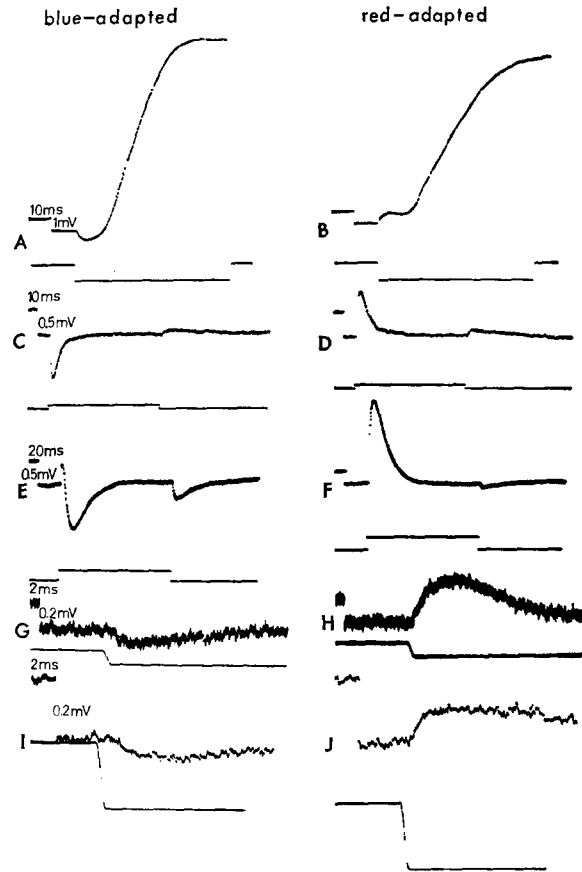 blue-adapted red-adapted
10ms
1mV
A B
10ms
0.5mV
C D
20ms
0.5mV
E F
2ms
0.2mV
G H
2ms
0.2mV
I J